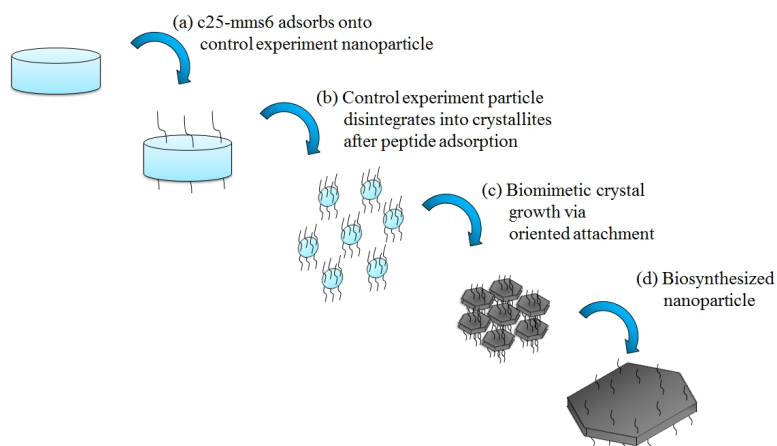 (a) c25-mms6 adsorbs onto
control experiment nanoparticle
(b) Control experiment particle
disintegrates into crystallites
after peptide adsorption
(c) Biomimetic crystal
growth via
oriented attachment
(d) Biosynthesized
nanoparticle